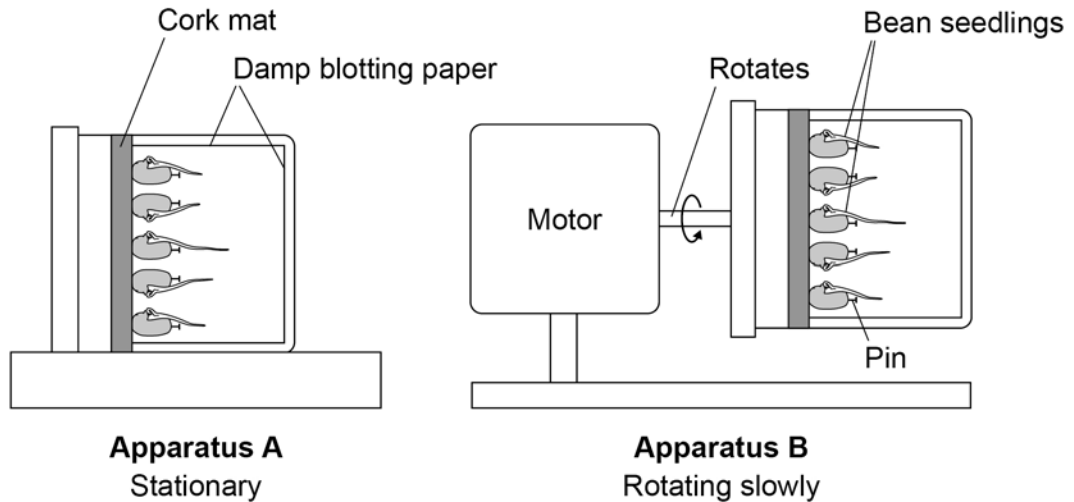 Cork mat
Damp blotting paper
Bean seedlings
Rotates
Motor
Pin
Apparatus A
Stationary
Apparatus B
Rotating slowly